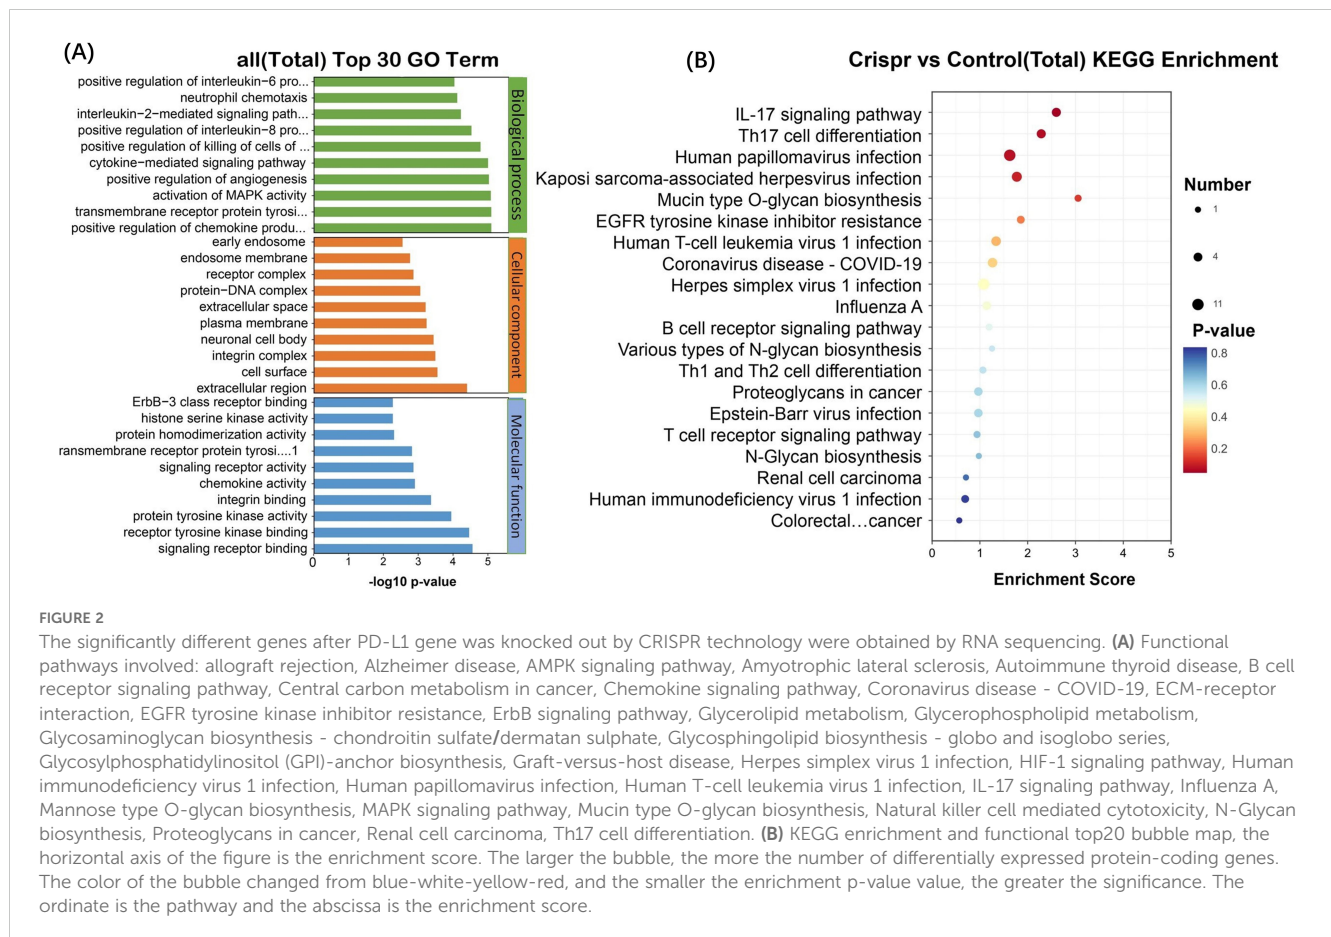 (A)
all(Total) Top 30 GO Term
positive regulation of interleukin−6 pro...
neutrophil chemotaxis
interleukin−2−mediated signaling path...
positive regulation of interleukin−8 pro...
positive regulation of killing of cells of ...
cytokine−mediated signaling pathway
positive regulation of angiogenesis
activation of MAPK activity
transmembrane receptor protein tyrosi...
positive regulation of chemokine produ...
Biological process
early endosome
endosome membrane
receptor complex
protein−DNA complex
extracellular space
plasma membrane
neuronal cell body
integrin complex
cell surface
extracellular region
Cellular component
ErbB−3 class receptor binding
histone serine kinase activity
protein homodimerization activity
ransmembrane receptor protein tyrosi....1
signaling receptor activity
chemokine activity
integrin binding
protein tyrosine kinase activity
receptor tyrosine kinase binding
signaling receptor binding
Molecular function
0 1 2 3 4 5
-log10 p-value
(B)
Crispr vs Control(Total) KEGG Enrichment
IL-17 signaling pathway
Th17 cell differentiation
Human papillomavirus infection
Kaposi sarcoma-associated herpesvirus infection
Mucin type O-glycan biosynthesis
EGFR tyrosine kinase inhibitor resistance
Human T-cell leukemia virus 1 infection
Coronavirus disease - COVID-19
Herpes simplex virus 1 infection
Influenza A
B cell receptor signaling pathway
Various types of N-glycan biosynthesis
Th1 and Th2 cell differentiation
Proteoglycans in cancer
Epstein-Barr virus infection
T cell receptor signaling pathway
N-Glycan biosynthesis
Renal cell carcinoma
Human immunodeficiency virus 1 infection
Colorectal...cancer
0 1 2 3 4 5
Enrichment Score
Number
1
4
11
P-value
0.8
0.6
0.4
0.2
FIGURE 2
The significantly different genes after PD-L1 gene was knocked out by CRISPR technology were obtained by RNA sequencing. (A) Functional
pathways involved: allograft rejection, Alzheimer disease, AMPK signaling pathway, Amyotrophic lateral sclerosis, Autoimmune thyroid disease, B cell
receptor signaling pathway, Central carbon metabolism in cancer, Chemokine signaling pathway, Coronavirus disease - COVID-19, ECM-receptor
interaction, EGFR tyrosine kinase inhibitor resistance, ErbB signaling pathway, Glycerolipid metabolism, Glycerophospholipid metabolism,
Glycosaminoglycan biosynthesis - chondroitin sulfate/dermatan sulphate, Glycosphingolipid biosynthesis - globo and isoglobo series,
Glycosylphosphatidylinositol (GPI)-anchor biosynthesis, Graft-versus-host disease, Herpes simplex virus 1 infection, HIF-1 signaling pathway, Human
immunodeficiency virus 1 infection, Human papillomavirus infection, Human T-cell leukemia virus 1 infection, IL-17 signaling pathway, Influenza A,
Mannose type O-glycan biosynthesis, MAPK signaling pathway, Mucin type O-glycan biosynthesis, Natural killer cell mediated cytotoxicity, N-Glycan
biosynthesis, Proteoglycans in cancer, Renal cell carcinoma, Th17 cell differentiation. (B) KEGG enrichment and functional top20 bubble map, the
horizontal axis of the figure is the enrichment score. The larger the bubble, the more the number of differentially expressed protein-coding genes.
The color of the bubble changed from blue-white-yellow-red, and the smaller the enrichment p-value value, the greater the significance. The
ordinate is the pathway and the abscissa is the enrichment score.